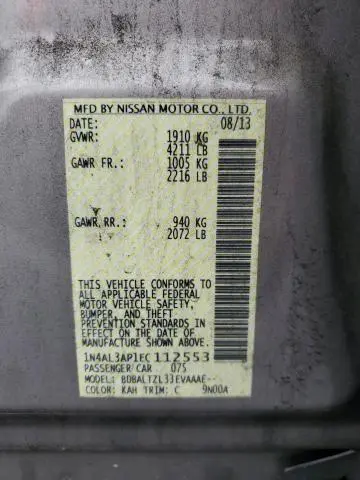 MFD BY NISSAN MOTOR CO., LTD.
DATE: 08/13
GVWR: 1910 KG
4211 LB
GAWR FR.: 1005 KG
2216 LB
GAWR, RR.: 940 KG
2072 LB
THIS VEHICLE CONFORMS TO
ALL APPLICABLE FEDERAL
MOTOR VEHICLE SAFETY,
BUMPER, AND THEFT
PREVENTION STANDARDS IN
EFFECT ON THE DATE OF
MANUFACTURE SHOWN ABOVE.
1N4AL3AP1EC 112553
PASSENGER CAR 075
MODEL: BDBALTZL33EVAAAE--
COLOR: KAH TRIM: C 9N00A